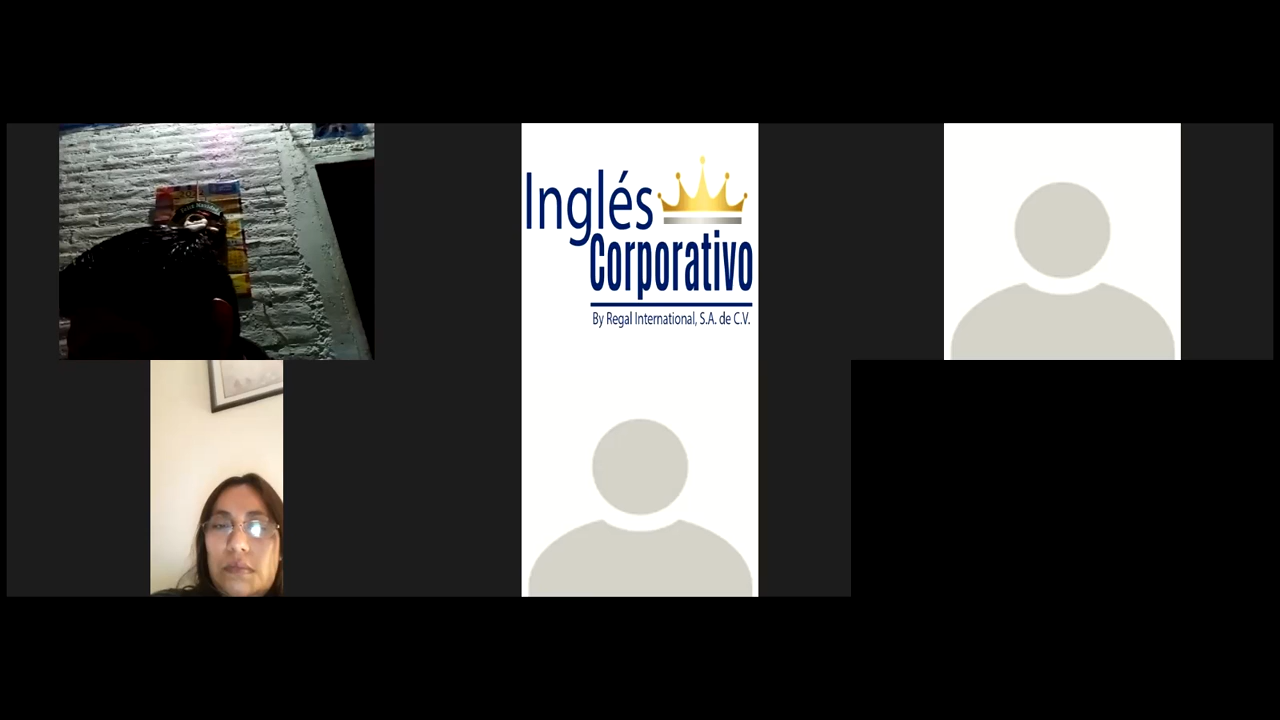 Inglés
Corporativo
By Regal International, S.A. de C.V.